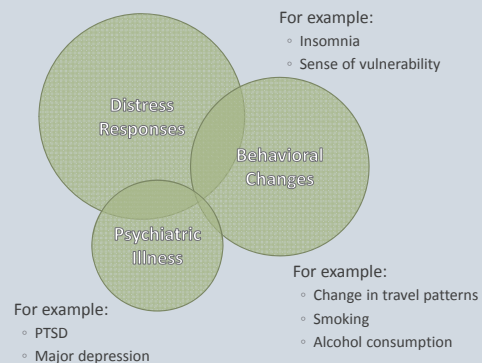 For example:
◦ Insomnia
◦ Sense of vulnerability
Distress
Responses
Behavioral
Changes
Psychiatric
Illness
For example:
◦ Change in travel patterns
◦ Smoking
◦ Alcohol consumption
For example:
◦ PTSD
◦ Major depression